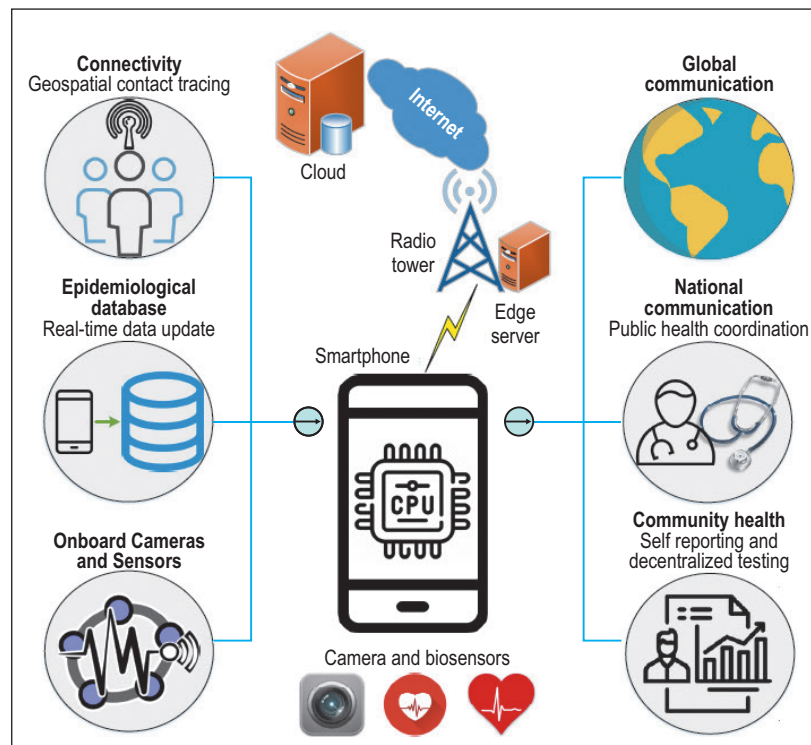 Connectivity
Geospatial contact tracing
Epidemiological
database
Real-time data update
Onboard Cameras
and Sensors
Cloud
Internet
Radio
tower
Edge
server
Smartphone
CPU
Camera and biosensors
Global
communication
National
communication
Public health coordination
Community health
Self reporting and
decentralized testing